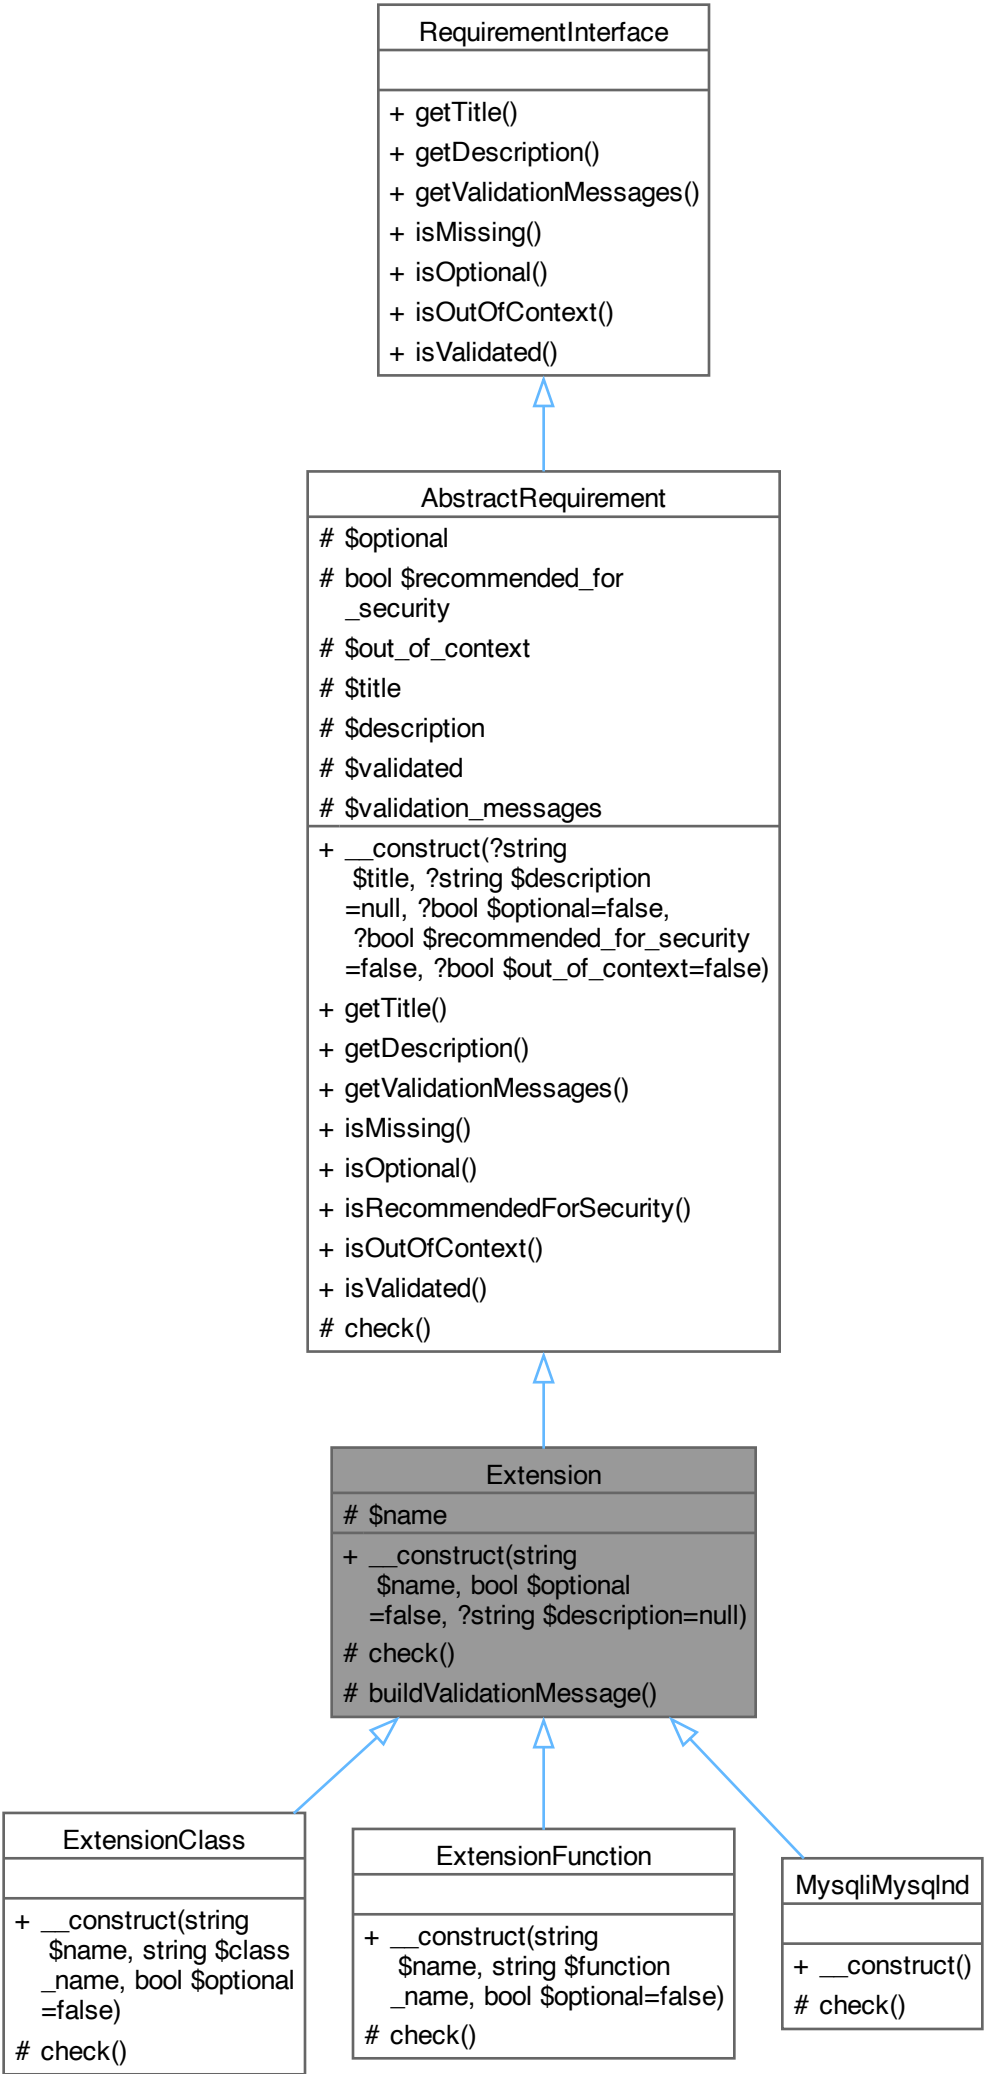 RequirementInterface
+ getTitle()
+ getDescription()
+ getValidationMessages()
+ isMissing()
+ isOptional()
+ isOutOfContext()
+ isValidated()
AbstractRequirement
# $optional
# bool $recommended_for
_security
# $out_of_context
# $title
# $description
# $validated
# $validation_messages
+ __construct(?string
$title, ?string $description
=null, ?bool $optional=false,
?bool $recommended_for_security
=false, ?bool $out_of_context=false)
+ getTitle()
+ getDescription()
+ getValidationMessages()
+ isMissing()
+ isOptional()
+ isRecommendedForSecurity()
+ isOutOfContext()
+ isValidated()
# check()
Extension
# $name
+ __construct(string
$name, bool $optional
=false, ?string $description=null)
# check()
# buildValidationMessage()
ExtensionClass
+ __construct(string
$name, string $class
_name, bool $optional
=false)
# check()
ExtensionFunction
+ __construct(string
$name, string $function
_name, bool $optional=false)
# check()
MysqliMysqlnd
+ __construct()
# check()